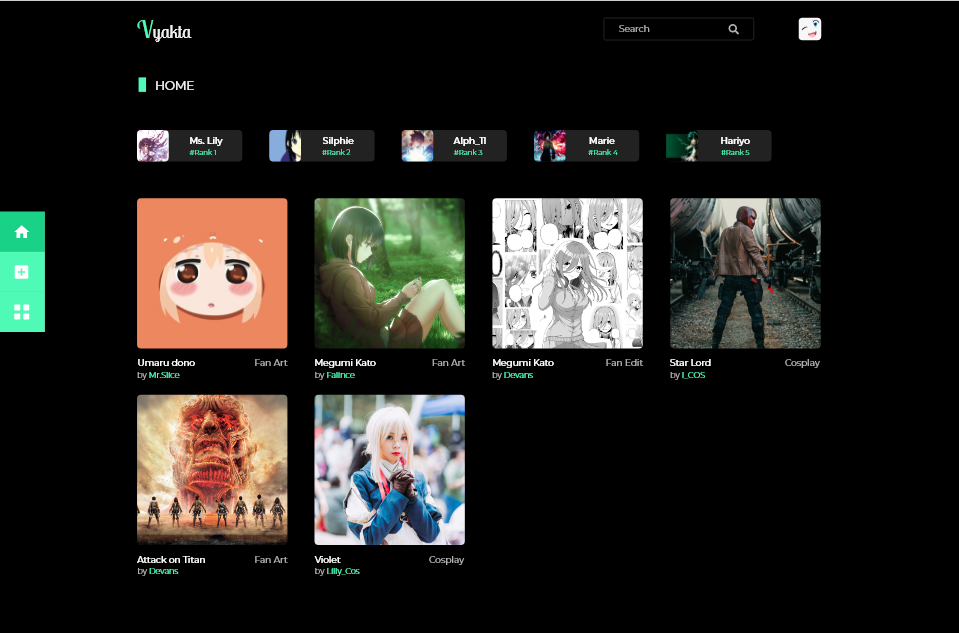 Vyakta
Search
HOME
Ms. Lily
#Rank 1
Silphie
#Rank 2
Alph_11
#Rank 3
Marie
#Rank 4
Hariyo
#Rank 5
Umaru dono Fan Art
by Mr.Slice
Megumi Kato Fan Art
by Falince
Megumi Kato Fan Edit
by Devans
Star Lord Cosplay
by I_COS
Attack on Titan Fan Art
by Devans
Violet Cosplay
by Lilly_Cos